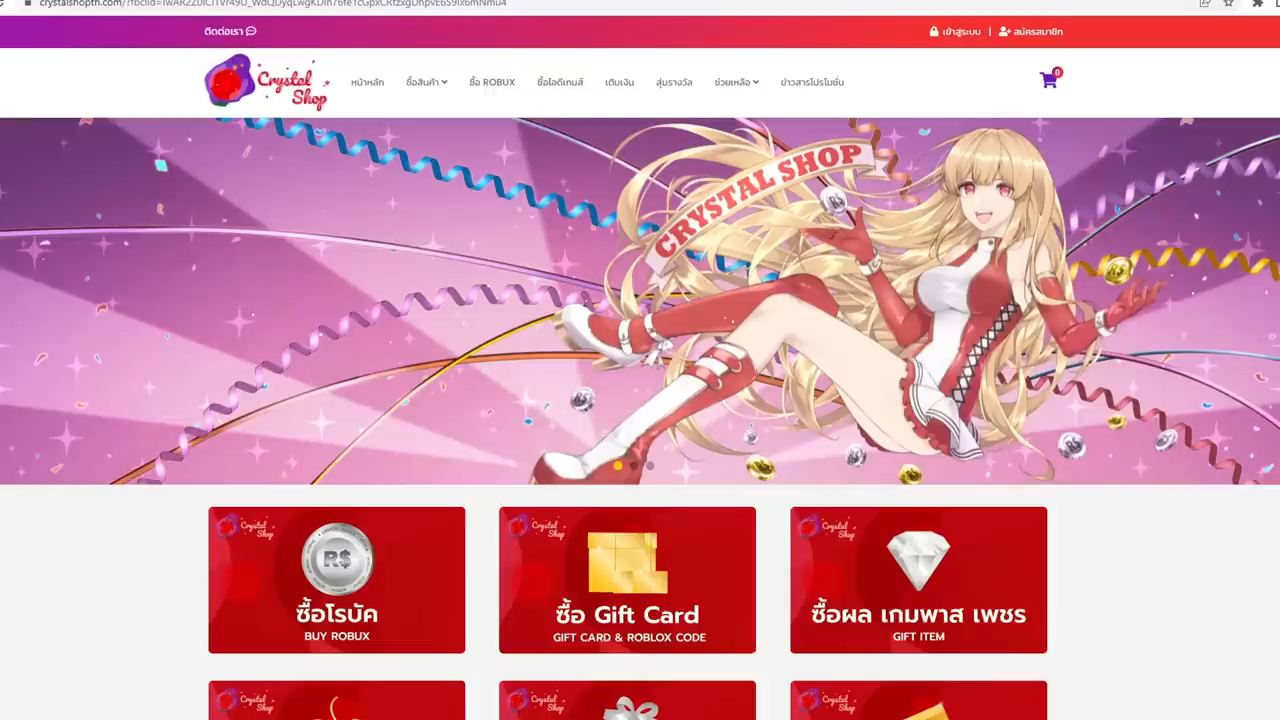 ติดต่อเรา
เข้าสู่ระบบ | สมัครสมาชิก
Crystal Shop
หน้าหลัก ซื้อสินค้า ซื้อ ROBUX ซื้อไอดีเกมส์ เติมเงิน สุ่มรางวัล ช่วยเหลือ ข่าวสารโปรโมชั่น
0
CRYSTAL SHOP
R$
Crystal Shop
R$
ซื้อโรบัค
BUY ROBUX
Crystal Shop
ซื้อ Gift Card
GIFT CARD & ROBLOX CODE
Crystal Shop
ซื้อผล เกมพาส เพชร
GIFT ITEM
Crystal Shop
Crystal Shop
Crystal Shop